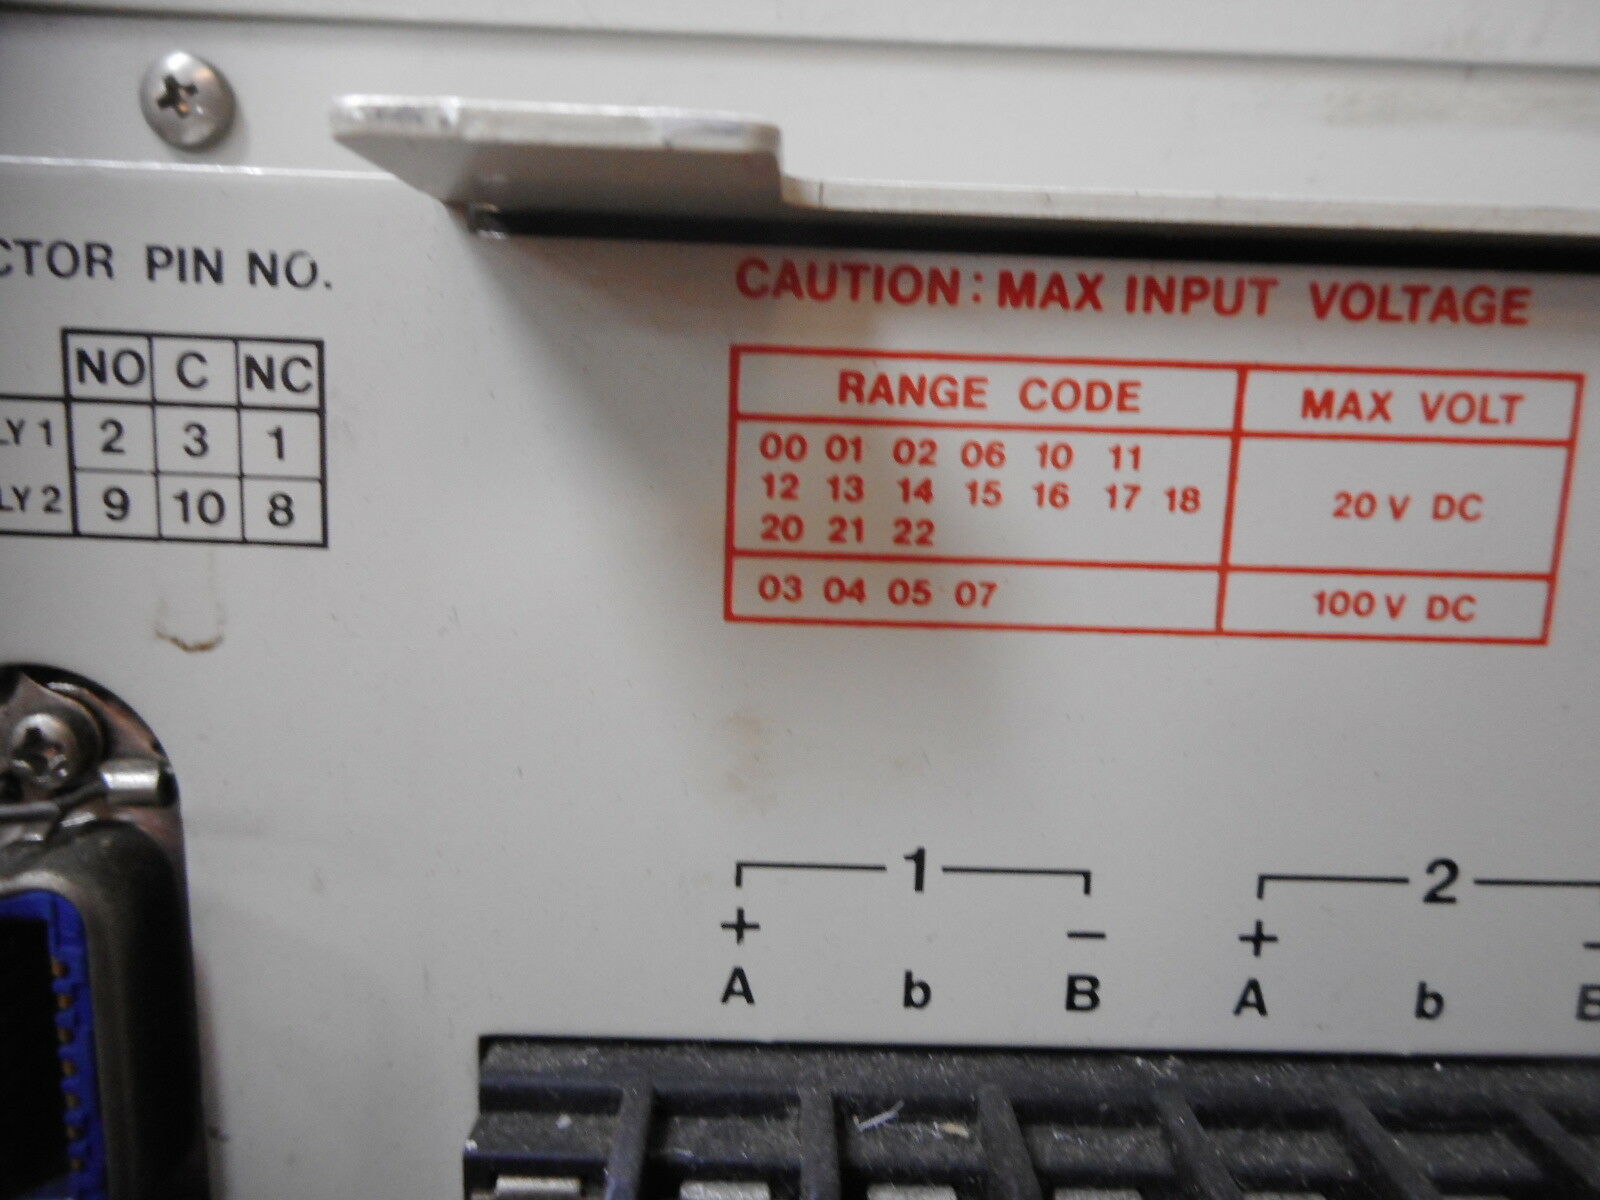 CTOR PIN NO.
NO C NC
LY 1 2 3 1
LY 2 9 10 8
CAUTION: MAX INPUT VOLTAGE
RANGE CODE MAX VOLT
00 01 02 06 10 11
12 13 14 15 16 17 18
20 21 22
20 V DC
03 04 05 07 100 V DC
1 2
+ − +
A b B A b B